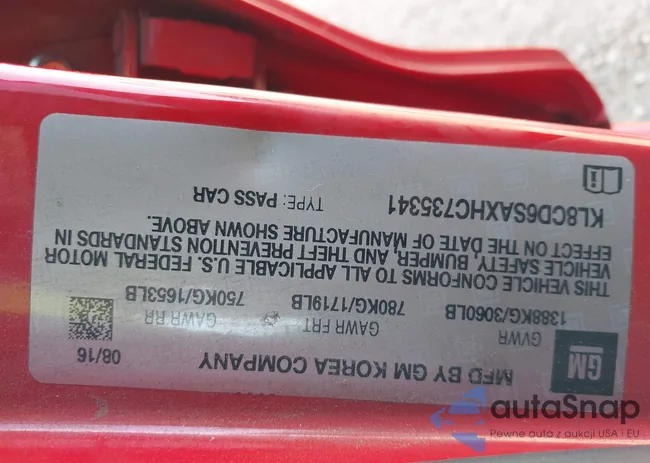 GM
MFD BY GM KOREA COMPANY
08/16
GVWR GAWR FRT GAWR RR
1388KG/3060LB 780KG/1719LB 750KG/1653LB
THIS VEHICLE CONFORMS TO ALL APPLICABLE U.S. FEDERAL MOTOR
VEHICLE SAFETY, BUMPER, AND THEFT PREVENTION STANDARDS IN
EFFECT ON THE DATE OF MANUFACTURE SHOWN ABOVE.
KL8CD6SAXHC735341 TYPE: PASS CAR
autaSnap
Pewne auta z aukcji USA i EU